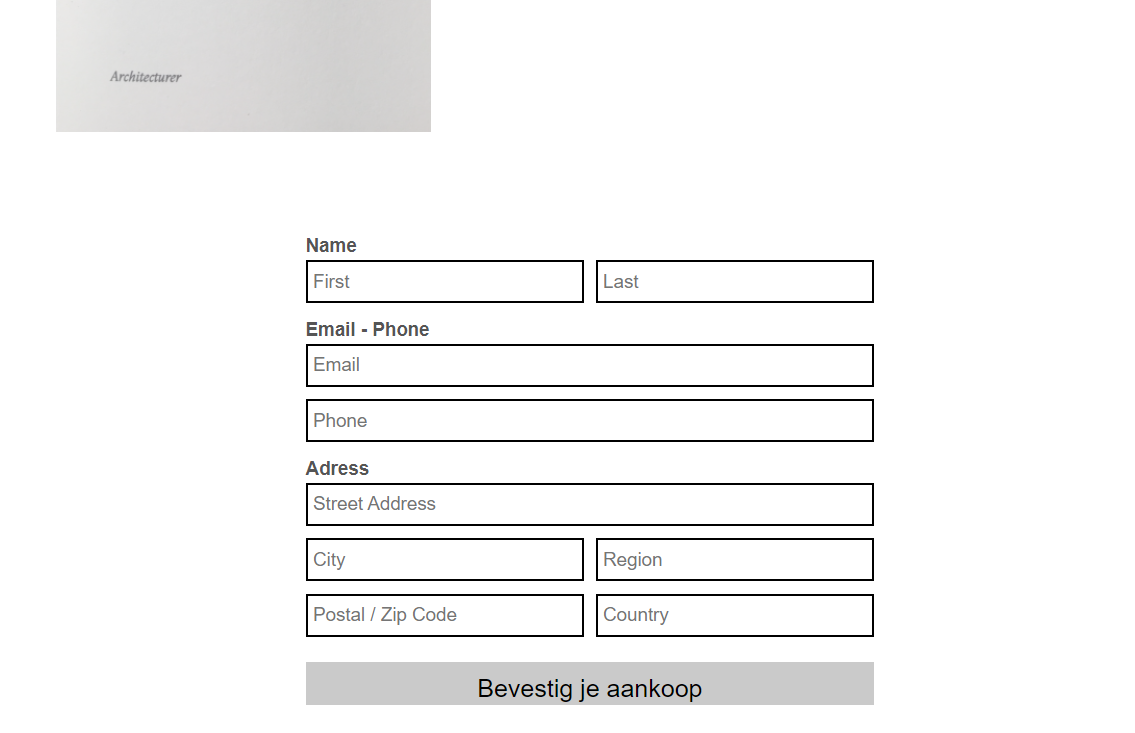 Architecturer
Name
First Last
Email - Phone
Email
Phone
Adress
Street Address
City Region
Postal / Zip Code Country
Bevestig je aankoop